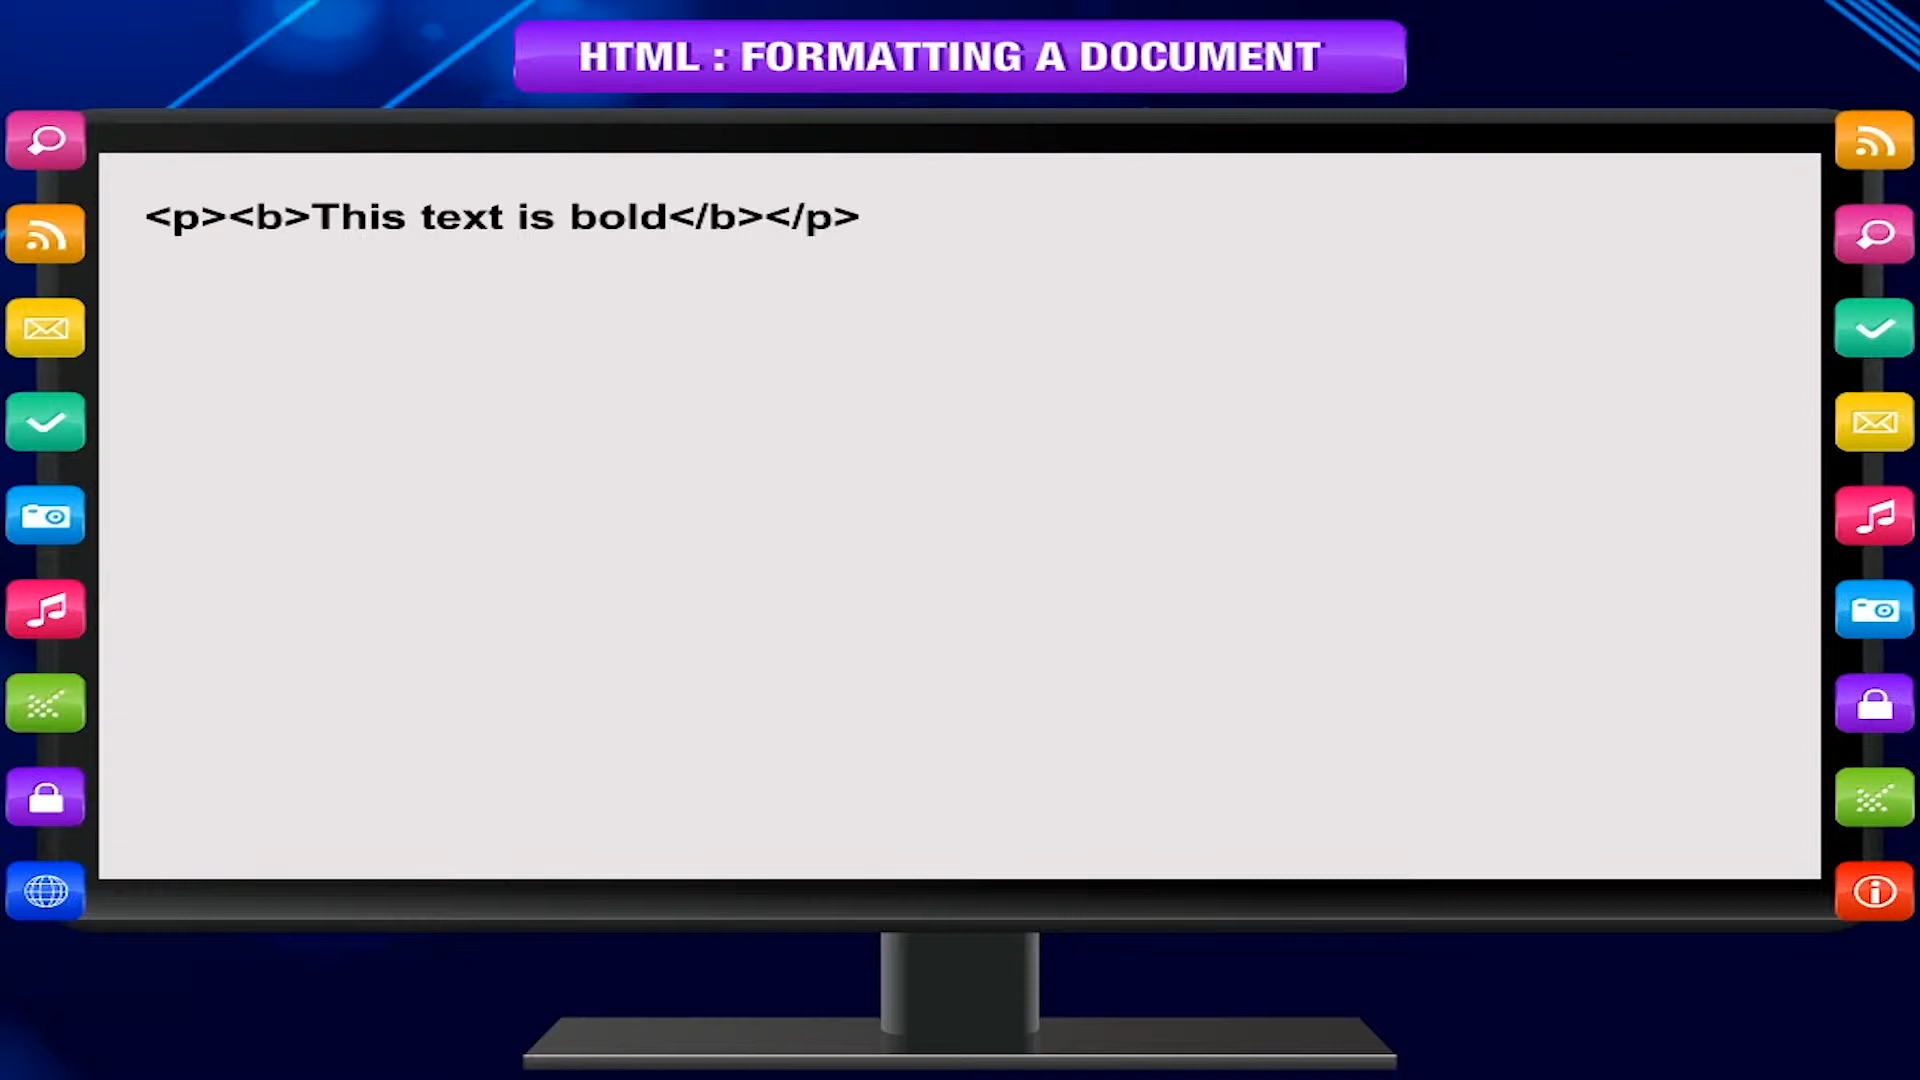 HTML : FORMATTING A DOCUMENT
<p><b>This text is bold</b></p>